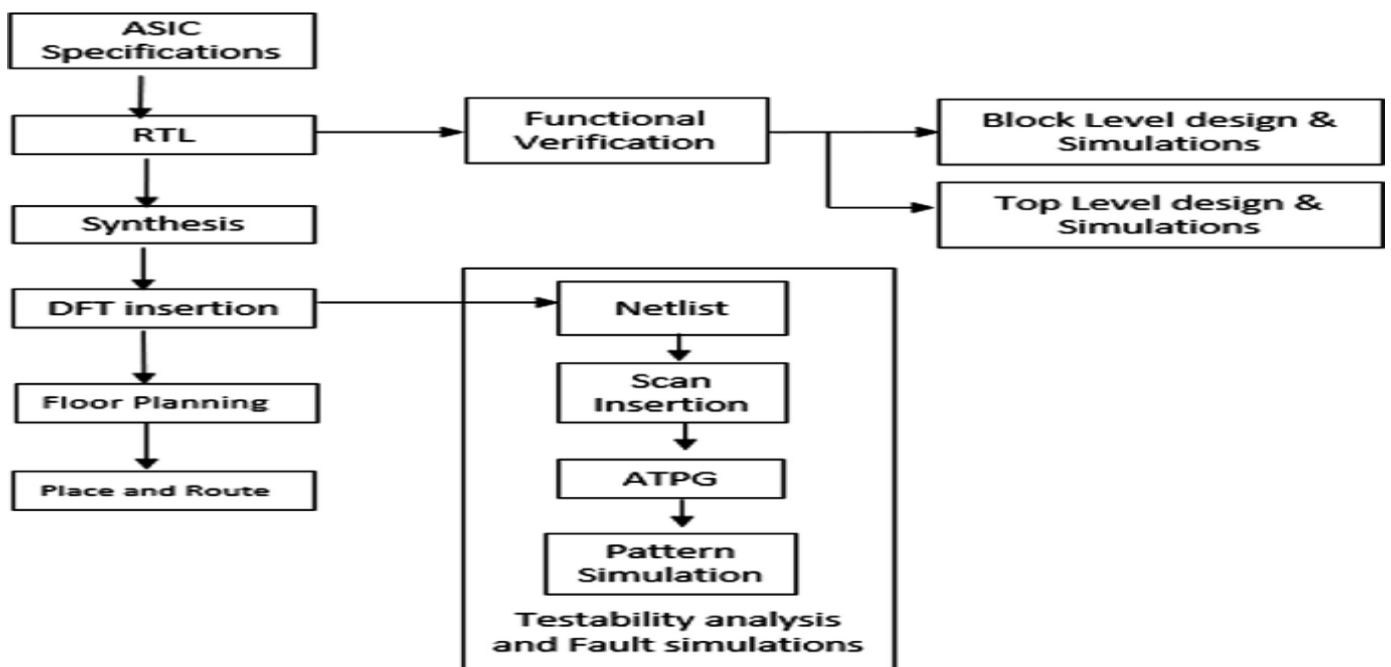 ASIC
Specifications
RTL
Functional
Verification
Block Level design &
Simulations
Top Level design &
Simulations
Synthesis
DFT insertion
Netlist
Scan
Insertion
Floor Planning
ATPG
Place and Route
Pattern
Simulation
Testability analysis
and Fault simulations